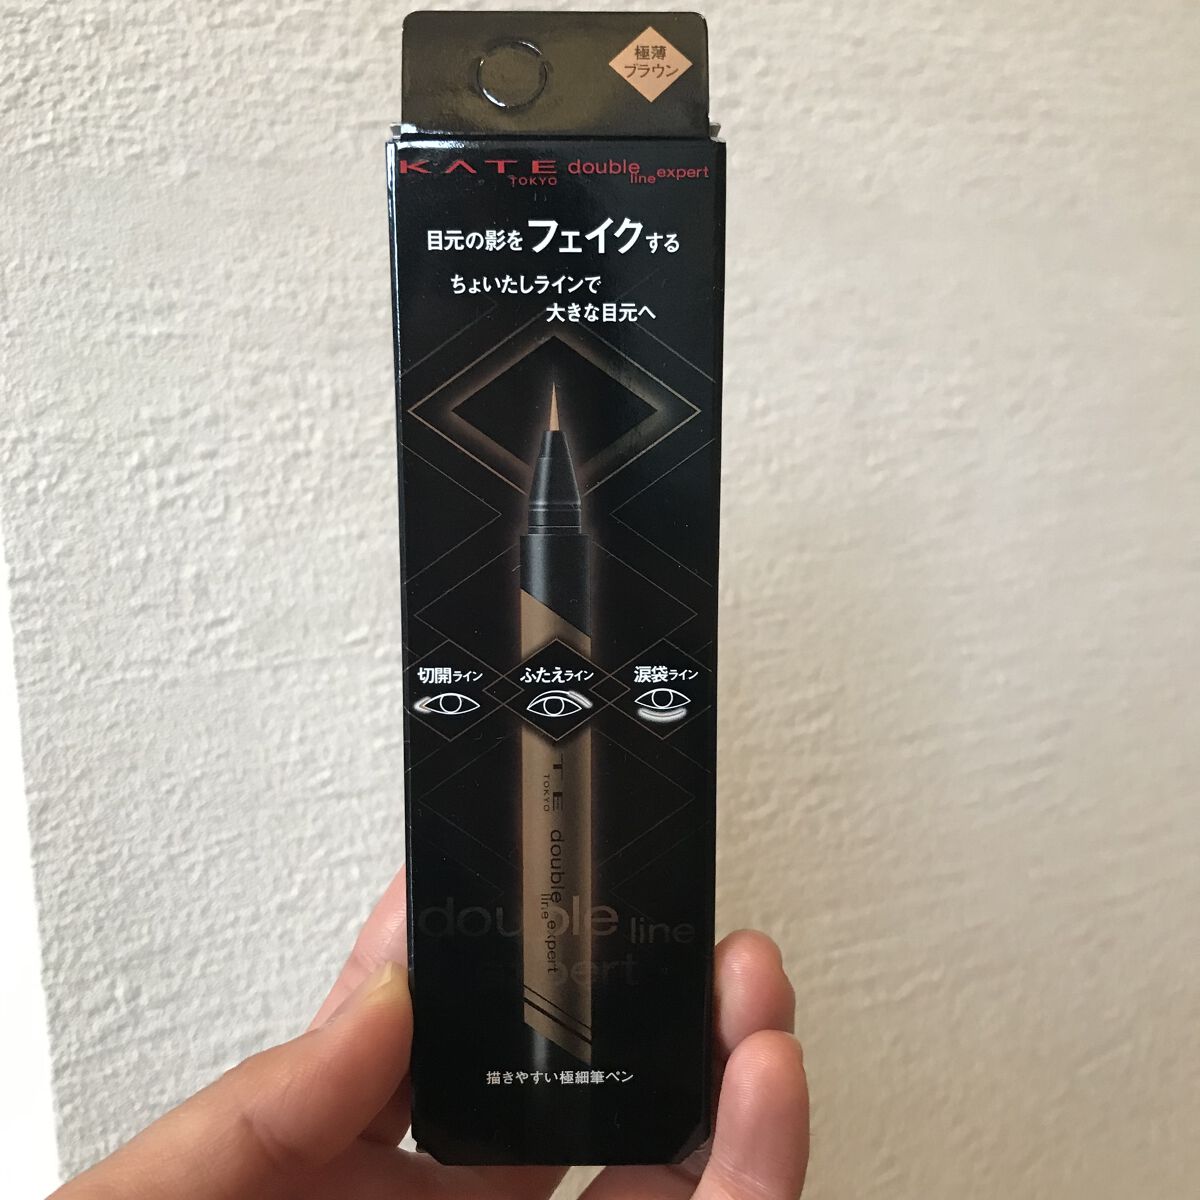 極薄
ブラウン
KATE double line expert
TOKYO
目元の影をフェイクする
ちょいたしラインで
大きな目元へ
切開ライン ふたえライン 涙袋ライン
TE
TOKYO
double line expert
double line
expert
描きやすい極細筆ペン